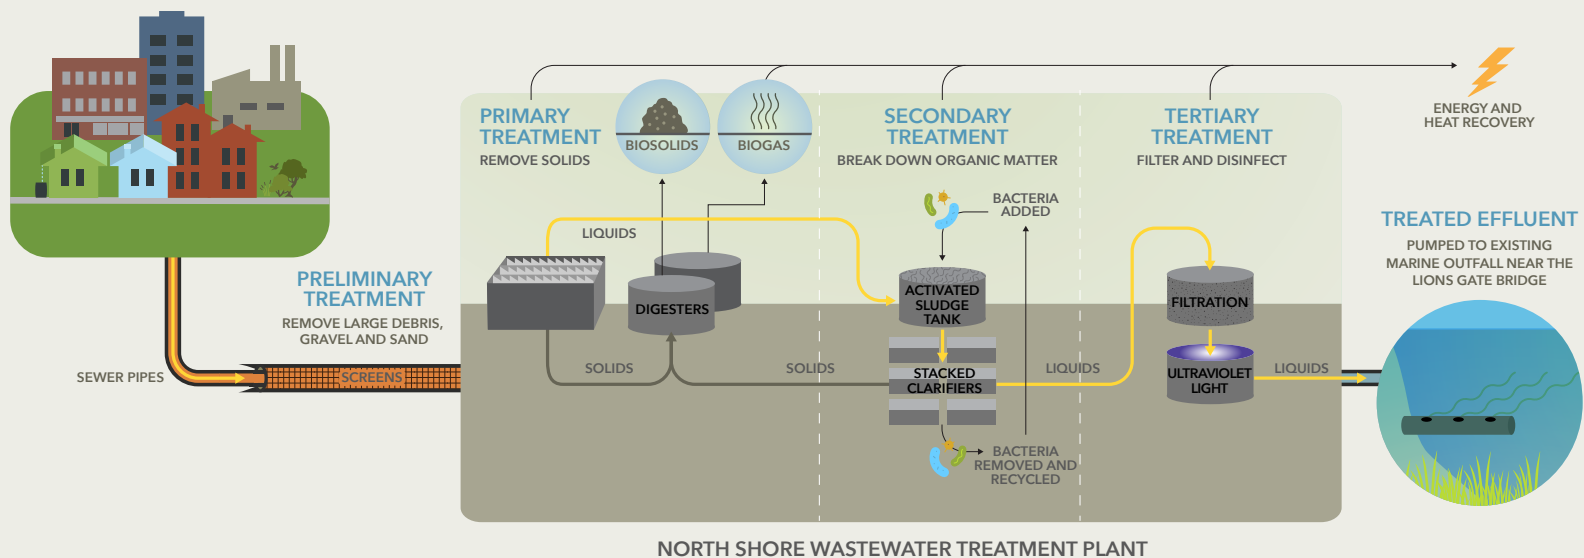 PRIMARY
TREATMENT
REMOVE SOLIDS
BIOSOLIDS
BIOGAS
SECONDARY
TREATMENT
BREAK DOWN ORGANIC MATTER
TERTIARY
TREATMENT
FILTER AND DISINFECT
ENERGY AND
HEAT RECOVERY
PRELIMINARY
TREATMENT
REMOVE LARGE DEBRIS,
GRAVEL AND SAND
SEWER PIPES
SCREENS
LIQUIDS
DIGESTERS
SOLIDS
SOLIDS
BACTERIA
ADDED
ACTIVATED
SLUDGE
TANK
STACKED
CLARIFIERS
BACTERIA
REMOVED AND
RECYCLED
LIQUIDS
FILTRATION
ULTRAVIOLET
LIGHT
LIQUIDS
TREATED EFFLUENT
PUMPED TO EXISTING
MARINE OUTFALL NEAR THE
LIONS GATE BRIDGE
NORTH SHORE WASTEWATER TREATMENT PLANT